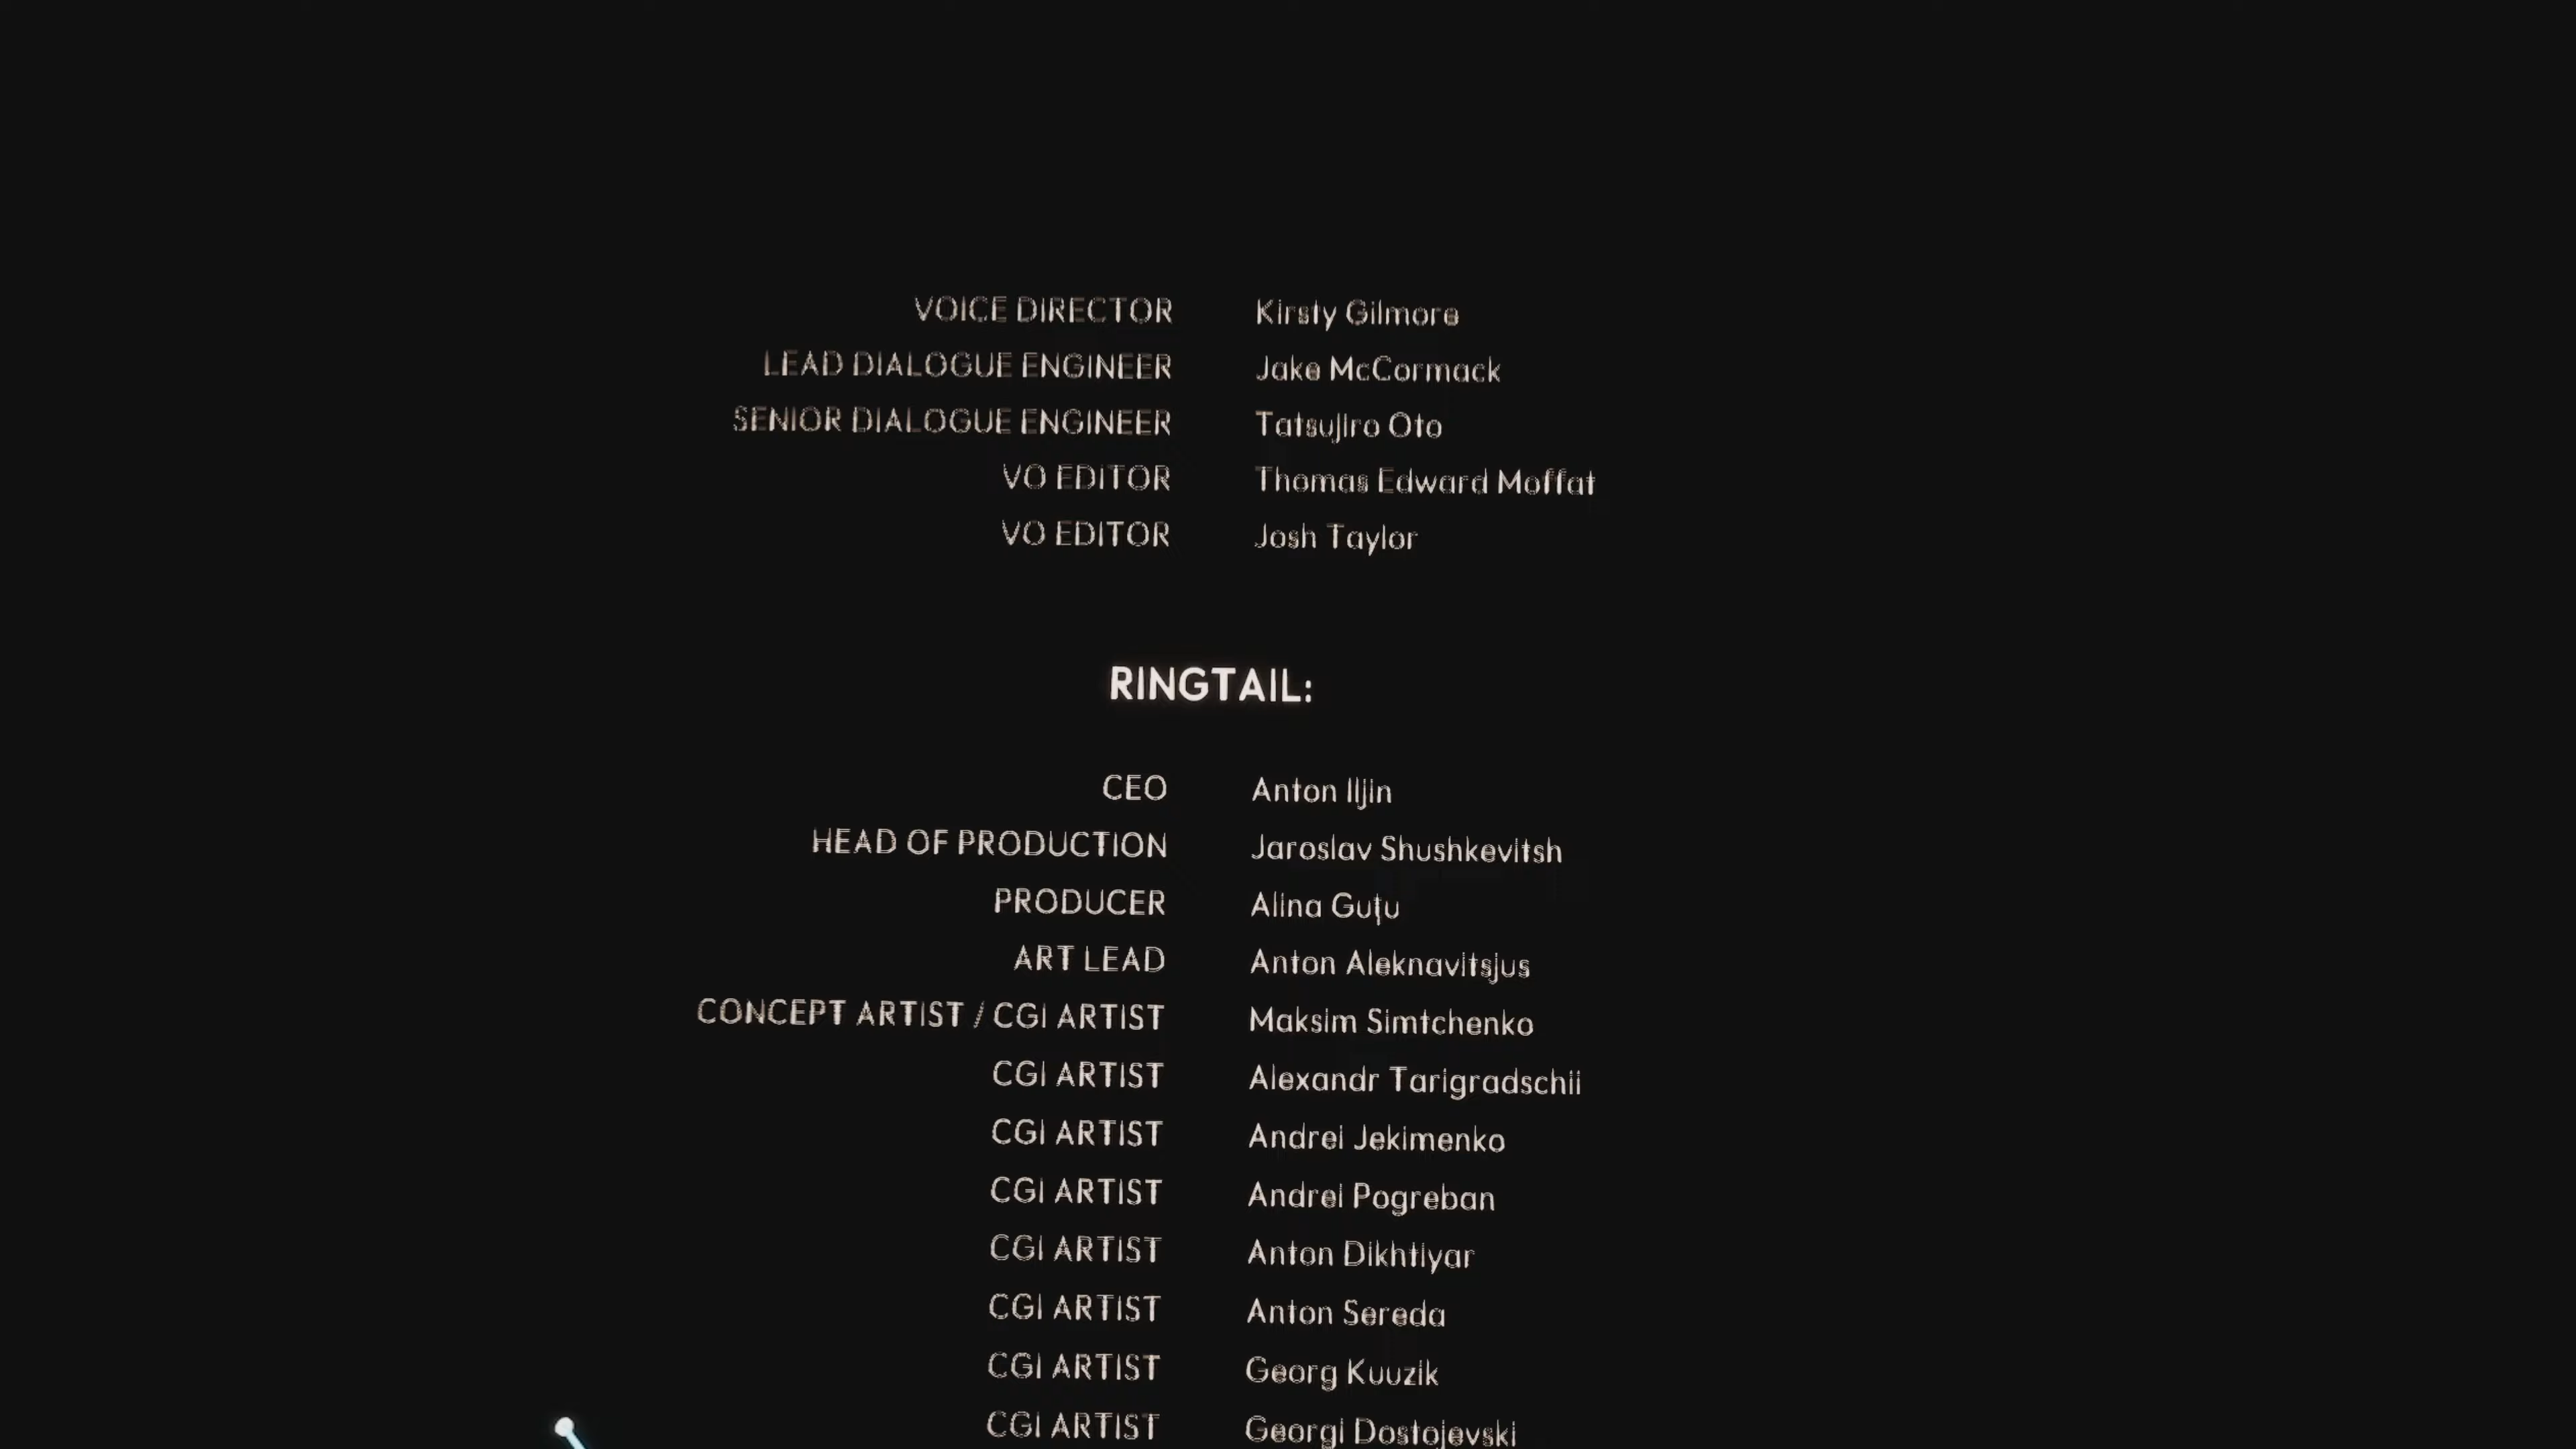 VOICE DIRECTOR Kirsty Gilmore
LEAD DIALOGUE ENGINEER Jake McCormack
SENIOR DIALOGUE ENGINEER Tatsujiro Oto
VO EDITOR Thomas Edward Moffat
VO EDITOR Josh Taylor
RINGTAIL:
CEO Anton Iljin
HEAD OF PRODUCTION Jaroslav Shushkevitsh
PRODUCER Alina Guțu
ART LEAD Anton Aleknavitsjus
CONCEPT ARTIST / CGI ARTIST Maksim Simtchenko
CGI ARTIST Alexandr Tarigradschii
CGI ARTIST Andrei Jekimenko
CGI ARTIST Andrei Pogreban
CGI ARTIST Anton Dikhtiyar
CGI ARTIST Anton Sereda
CGI ARTIST Georg Kuuzik
CGI ARTIST Georgi Dostojevski